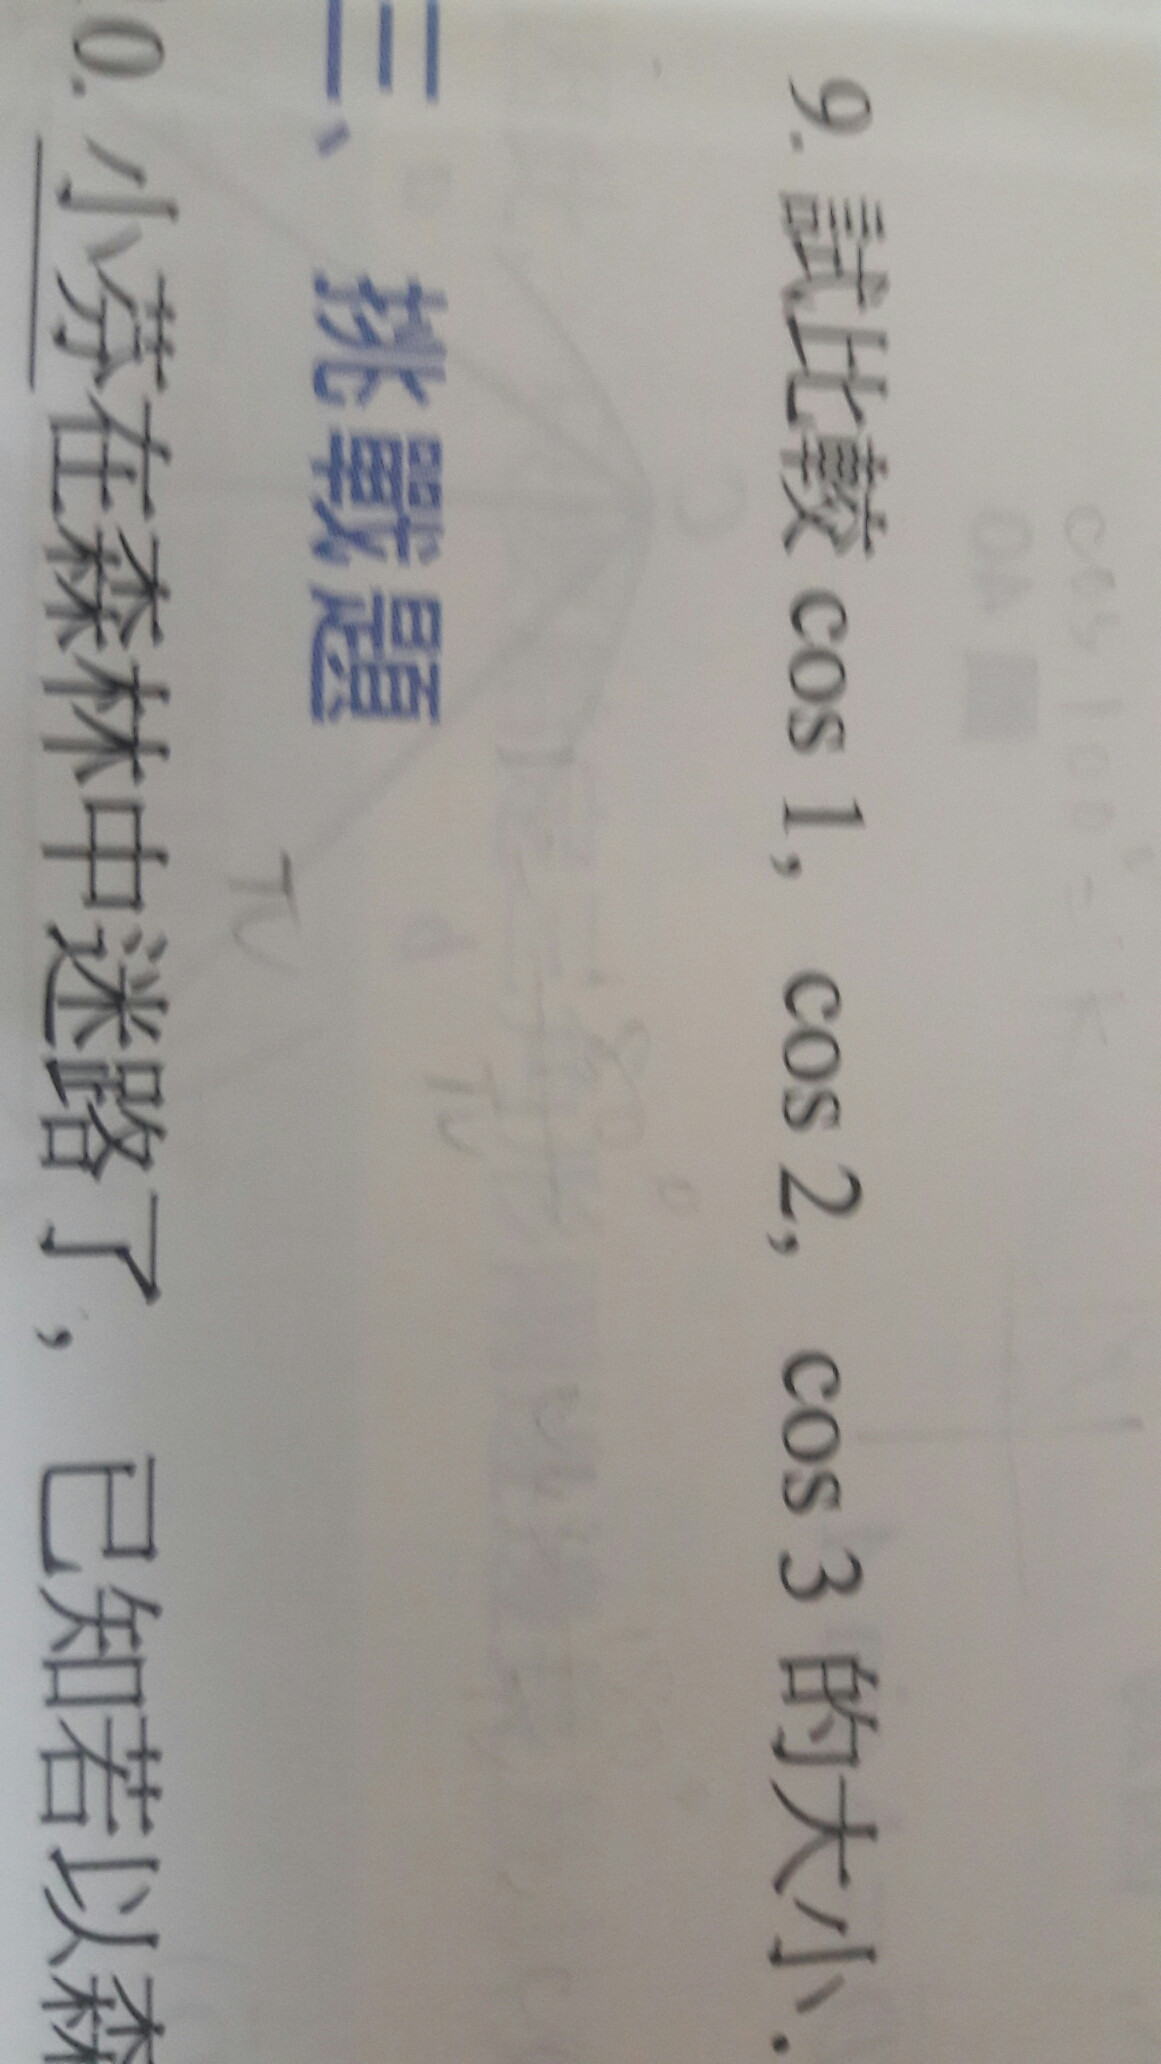 9. 試比較 cos 1, cos 2, cos 3 的大小.
三、挑戰題
0. 小芬在森林中迷路了, 已知若以森